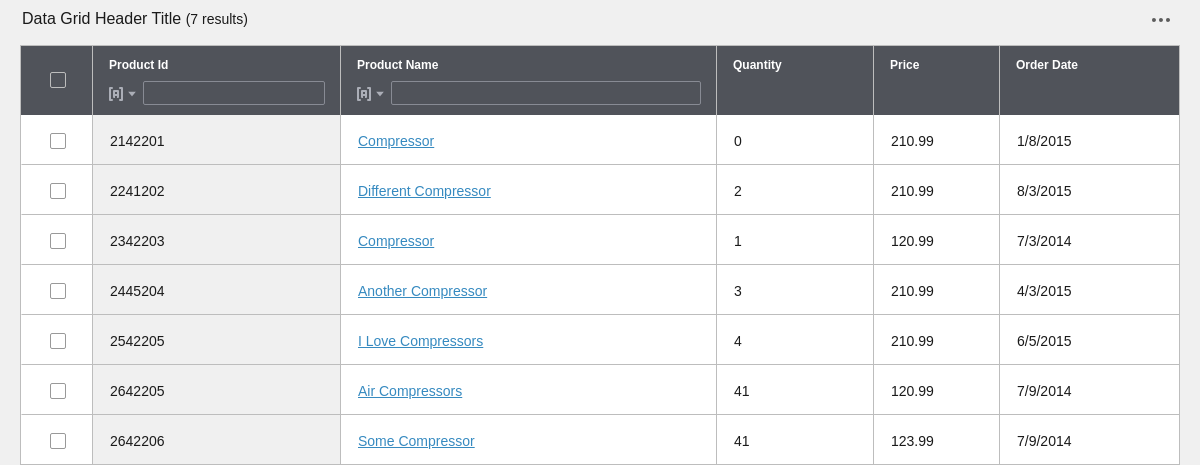 Data Grid Header Title (7 results)
Product Id Product Name Quantity Price Order Date
2142201 Compressor 0 210.99 1/8/2015
2241202 Different Compressor 2 210.99 8/3/2015
2342203 Compressor 1 120.99 7/3/2014
2445204 Another Compressor 3 210.99 4/3/2015
2542205 I Love Compressors 4 210.99 6/5/2015
2642205 Air Compressors 41 120.99 7/9/2014
2642206 Some Compressor 41 123.99 7/9/2014